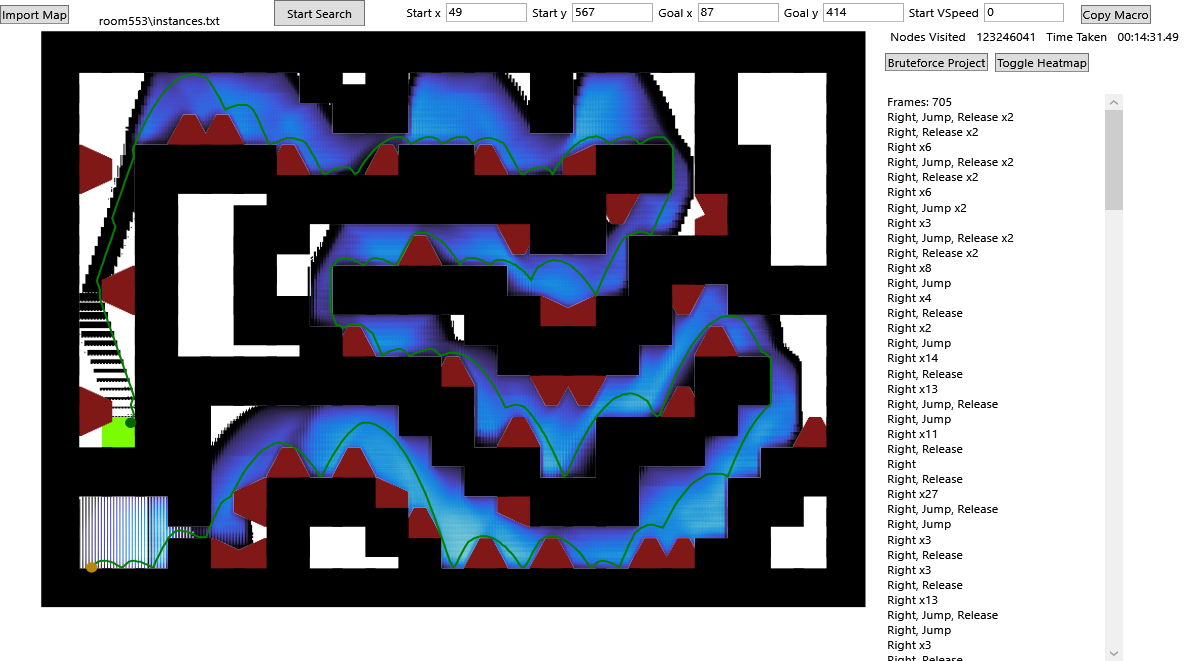 Import Map
room553\instances.txt
Start Search
Start x 49 Start y 567 Goal x 87 Goal y 414 Start VSpeed 0
Copy Macro
Nodes Visited 123246041 Time Taken 00:14:31.49
Bruteforce Project Toggle Heatmap
Frames: 705
Right, Jump, Release x2
Right, Release x2
Right x6
Right, Jump, Release x2
Right, Release x2
Right x6
Right, Jump x2
Right x3
Right, Jump, Release x2
Right, Release x2
Right x8
Right, Jump
Right x4
Right, Release
Right x2
Right, Jump
Right x14
Right, Release
Right x13
Right, Jump, Release
Right, Jump
Right x11
Right, Release
Right
Right, Release
Right x27
Right, Jump, Release
Right, Jump
Right x3
Right, Release
Right x3
Right, Release
Right x13
Right, Jump, Release
Right, Jump
Right x3
Right, Release